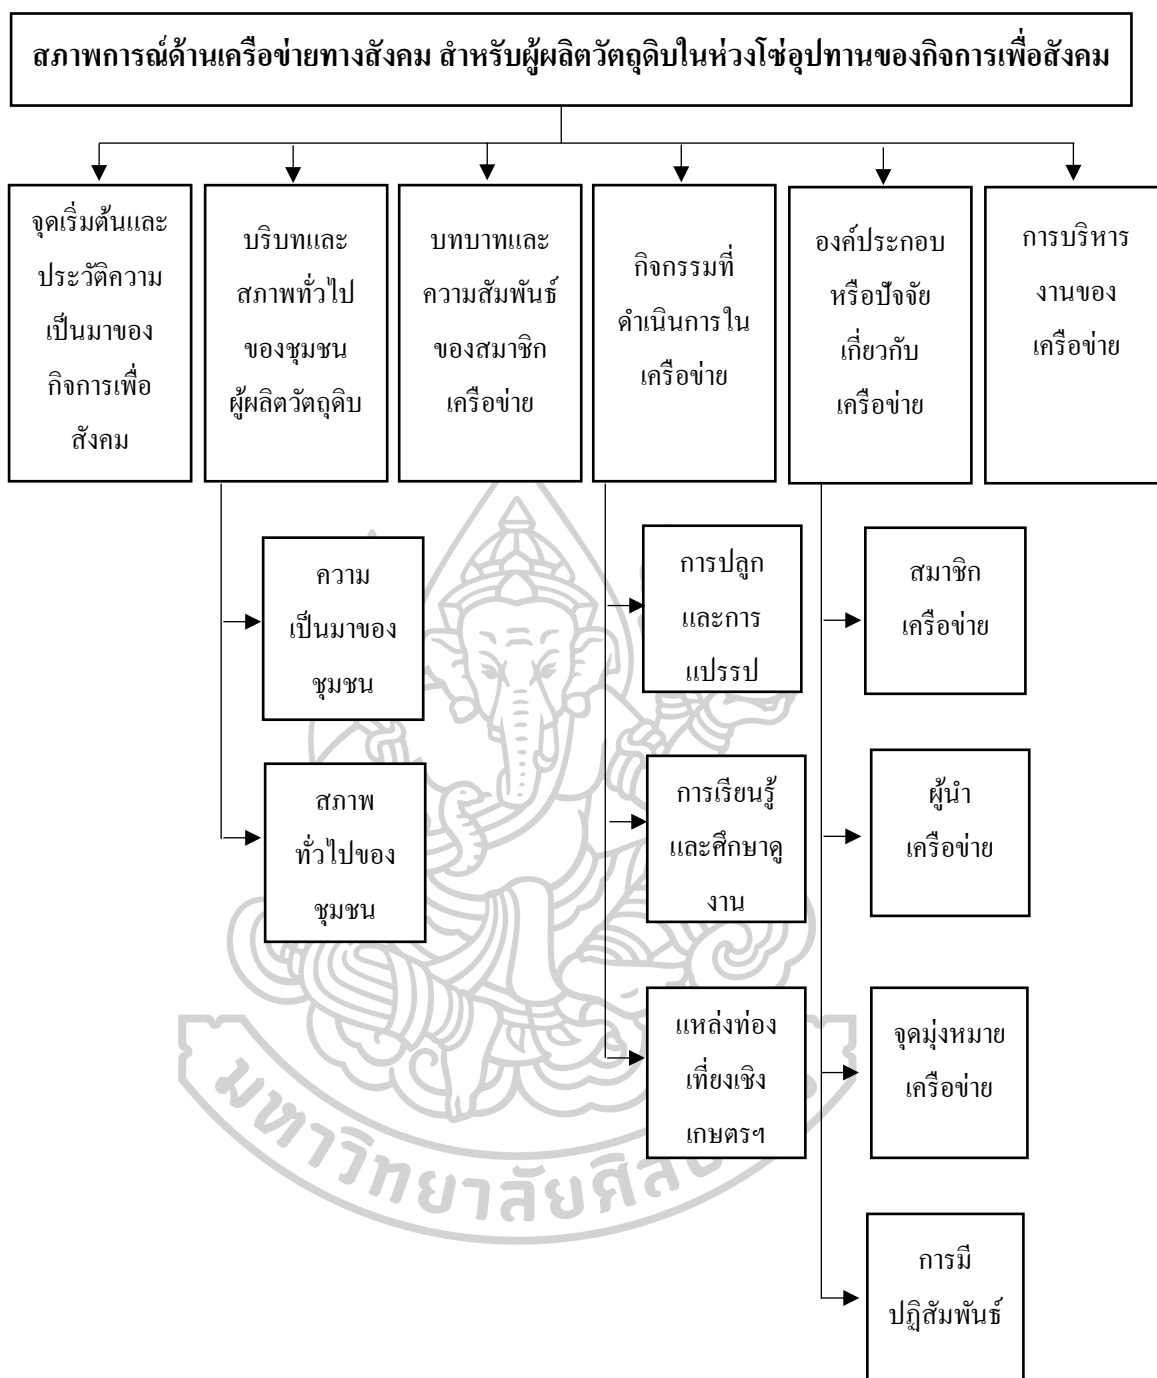 สภาพการณ์ด้านเครือข่ายทางสังคม สำหรับผู้ผลิตวัตถุดิบในห่วงโซ่อุปทานของกิจการเพื่อสังคม
จุดเริ่มต้นและ
ประวัติความ
เป็นมาของ
กิจการเพื่อ
สังคม
บริบทและ
สภาพทั่วไป
ของชุมชน
ผู้ผลิตวัตถุดิบ
บทบาทและ
ความสัมพันธ์
ของสมาชิก
เครือข่าย
กิจกรรมที่
ดำเนินการใน
เครือข่าย
องค์ประกอบ
หรือปัจจัย
เกี่ยวกับ
เครือข่าย
การบริหาร
งานของ
เครือข่าย
ความ
เป็นมาของ
ชุมชน
สภาพ
ทั่วไปของ
ชุมชน
การปลูก
และการ
แปรรูป
การเรียนรู้
และศึกษาดู
งาน
แหล่งท่อง
เที่ยงเชิง
เกษตรฯ
สมาชิก
เครือข่าย
ผู้นำ
เครือข่าย
จุดมุ่งหมาย
เครือข่าย
การมี
ปฏิสัมพันธ์
มหาวิทยาลัยศิล